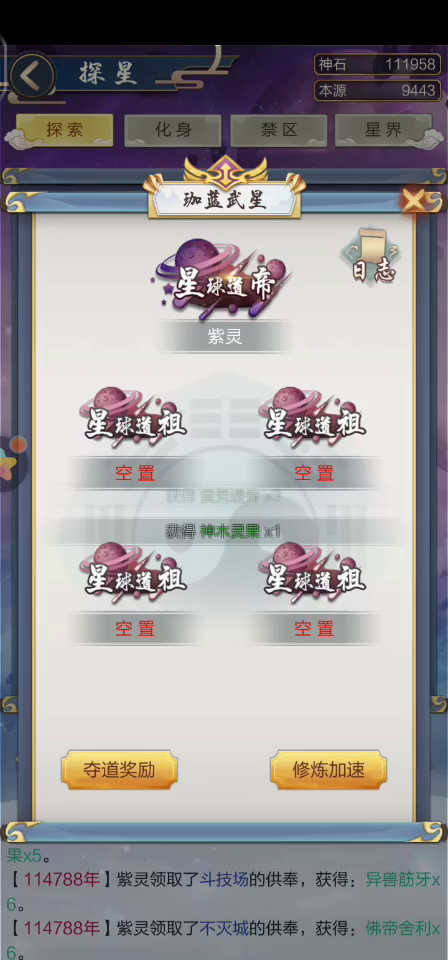 探星
神石 111958
本源 9443
探索 化身 禁区 星界
珈蓝武星
日志
星球道帝
紫灵
星球道祖 星球道祖
空置 空置
获得 神木灵果 x1
星球道祖 星球道祖
空置 空置
夺道奖励 修炼加速
果x5。
【114788年】紫灵领取了斗技场的供奉，获得：异兽筋牙x
6。
【114788年】紫灵领取了不灭城的供奉，获得：佛帝舍利x
6。